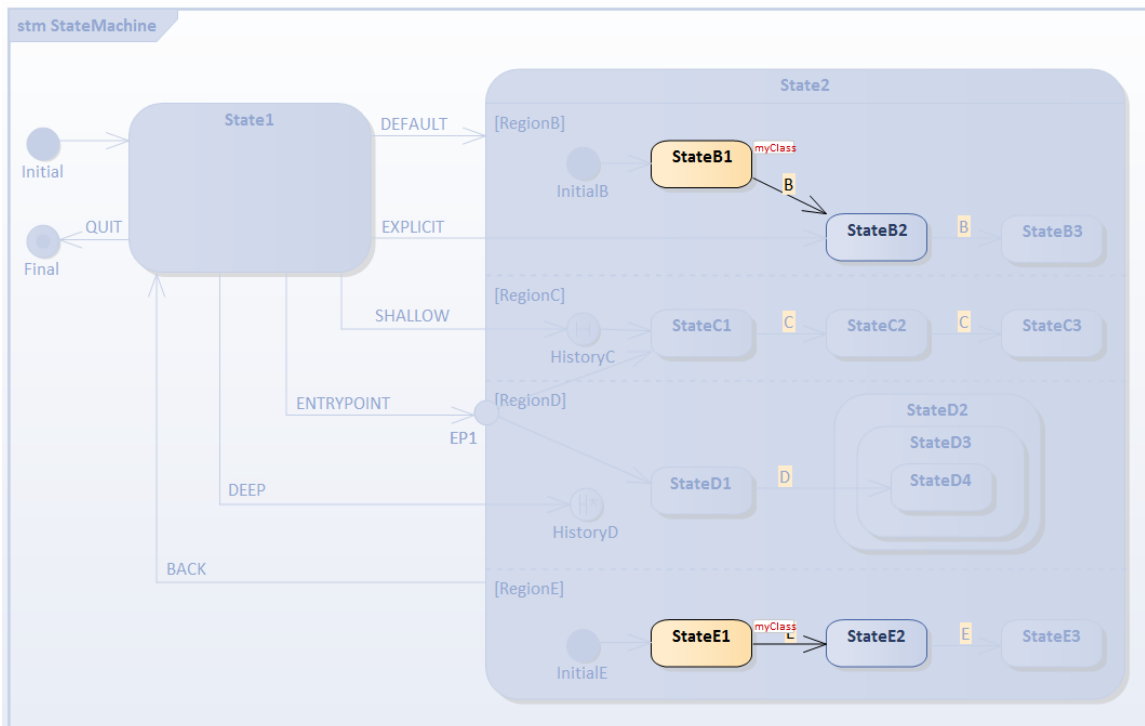 stm StateMachine
State2
State1
DEFAULT
[RegionB]
Initial
InitialB
StateB1
myClass
B
QUIT
EXPLICIT
StateB2
B
StateB3
Final
[RegionC]
SHALLOW
HistoryC
StateC1
C
StateC2
C
StateC3
ENTRYPOINT
EP1
[RegionD]
StateD2
StateD3
StateD4
StateD1
D
DEEP
H*
HistoryD
BACK
[RegionE]
InitialE
StateE1
myClass
E
StateE2
E
StateE3